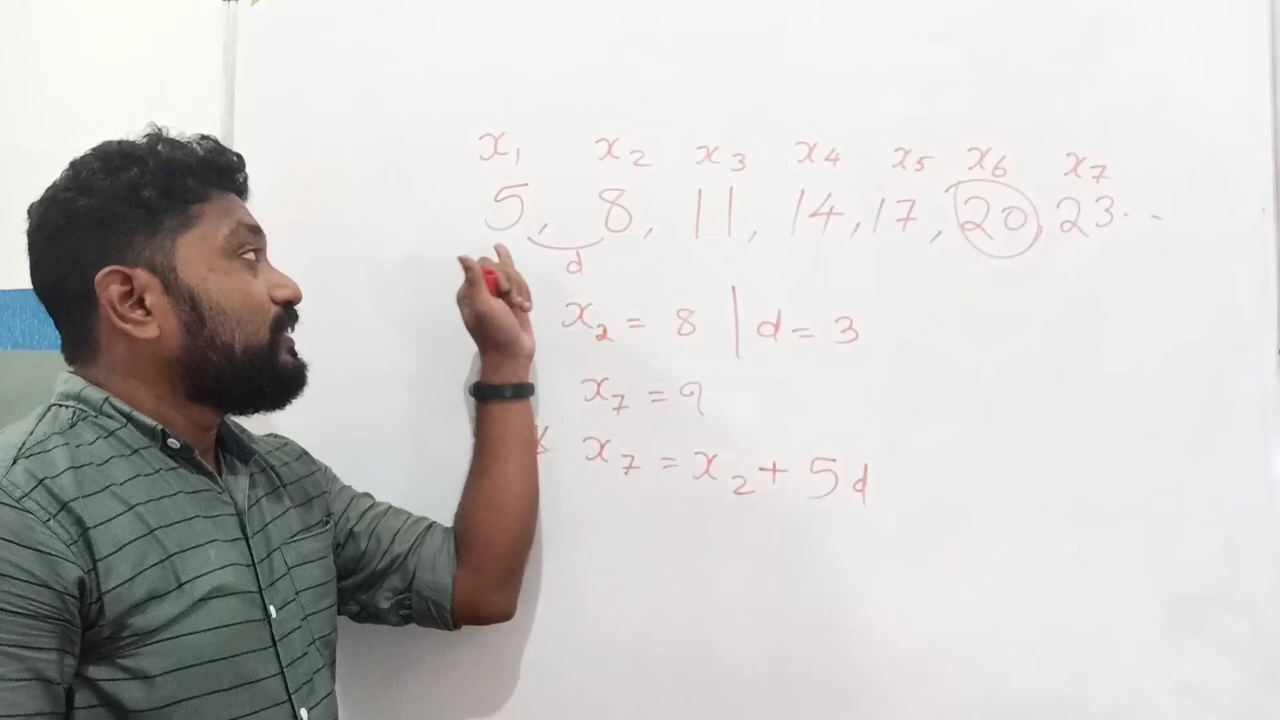 x₁ x₂ x₃ x₄ x₅ x₆ x₇
5, 8, 11, 14, 17, 20, 23 ...
d
x₂ = 8 | d = 3
x₇ = ?
x₇ = x₂ + 5d